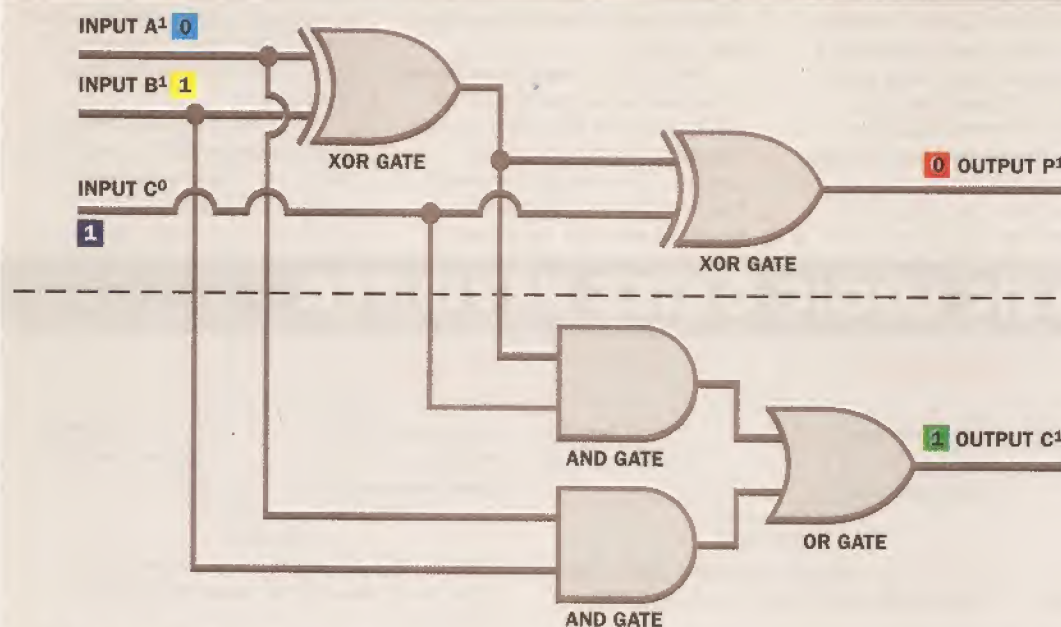 INPUT A¹ 0
INPUT B¹ 1
XOR GATE
INPUT C⁰
1
0 OUTPUT P¹
XOR GATE
AND GATE
1 OUTPUT C¹
OR GATE
AND GATE